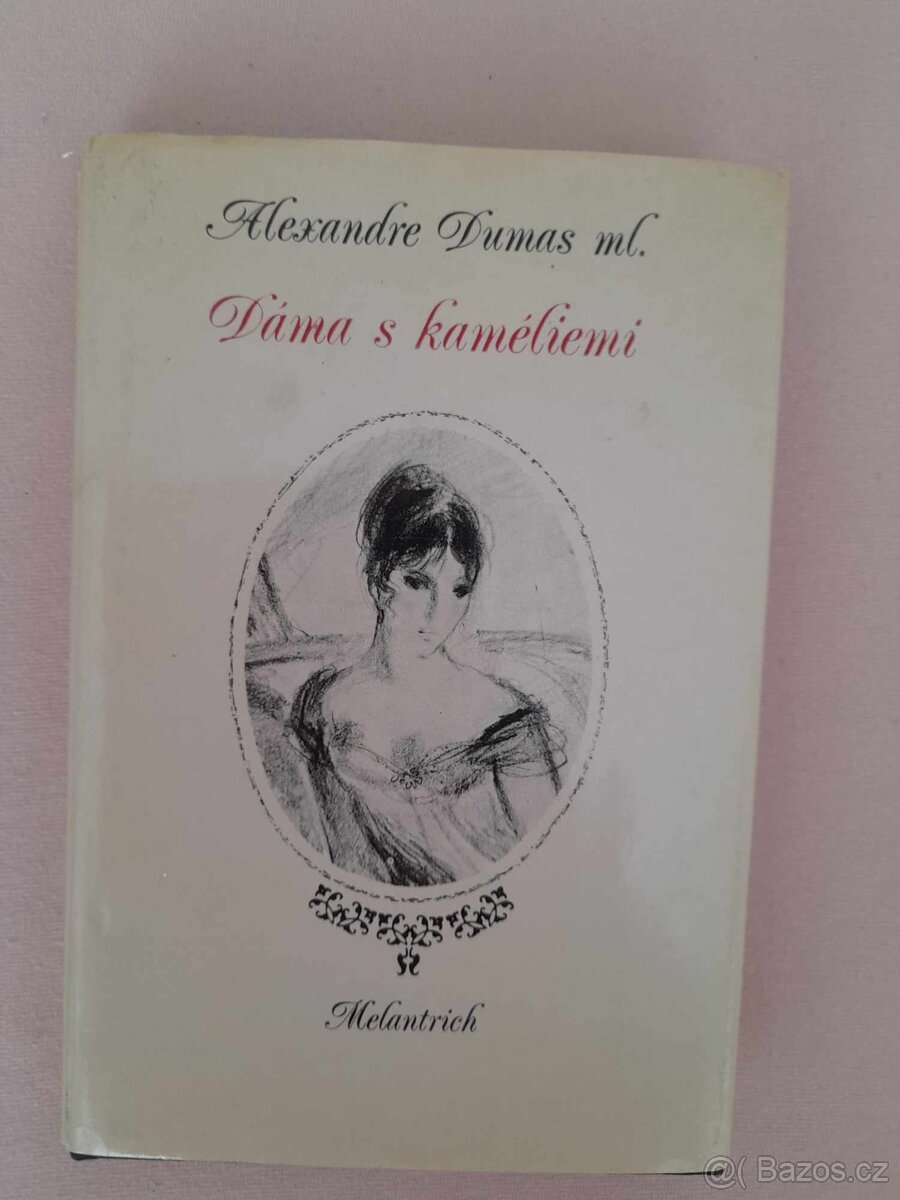 Alexandre Dumas ml.
Dáma s kaméliemi
Melantrich
@( Bazos.cz